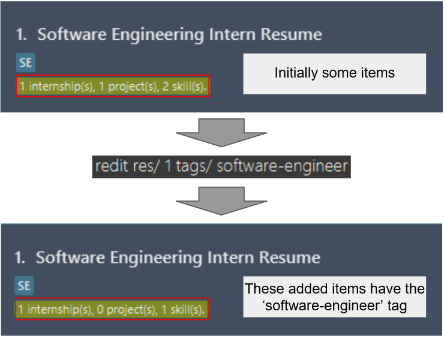 1. Software Engineering Intern Resume
SE
1 internship(s), 1 project(s), 2 skill(s).
Initially some items
redit res/ 1 tags/ software-engineer
1. Software Engineering Intern Resume
SE
1 internship(s), 0 project(s), 1 skill(s).
These added items have the
‘software-engineer’ tag